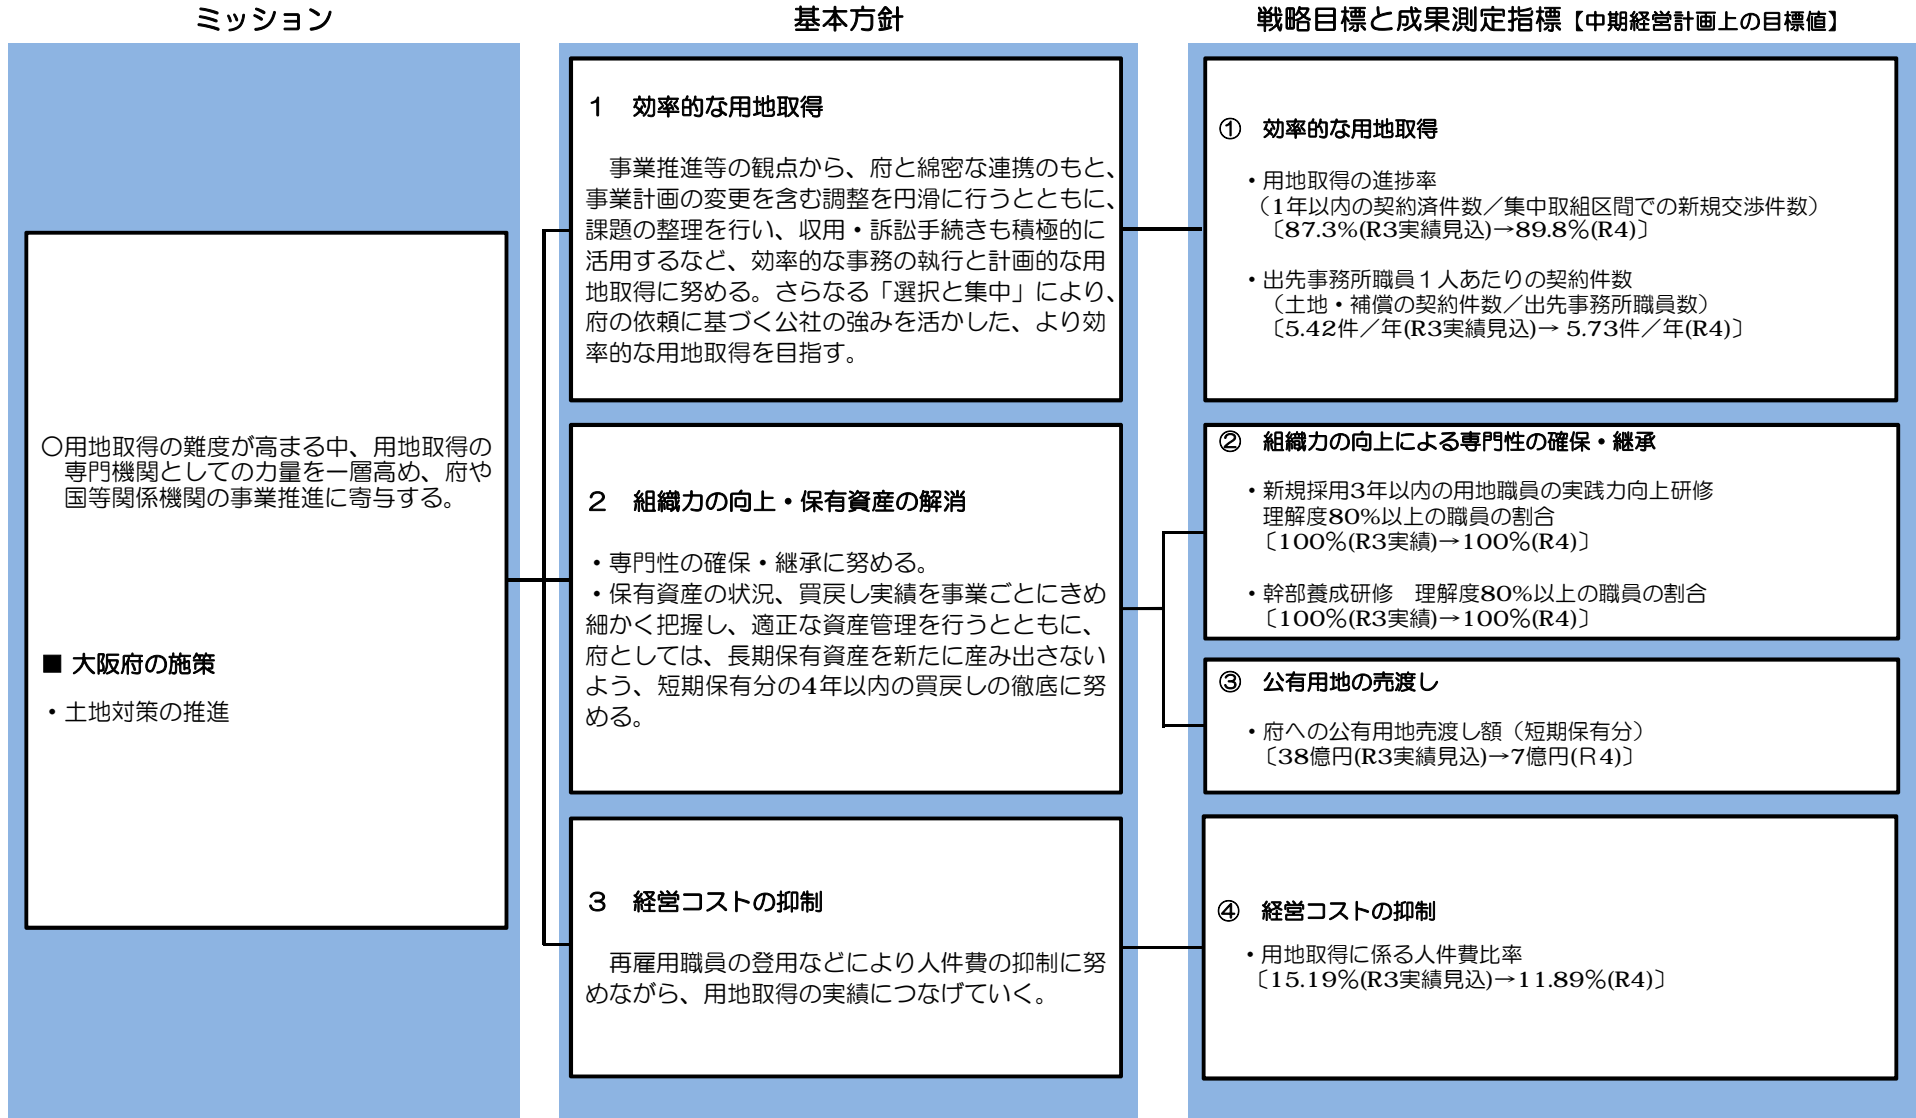 ミッション
基本方針
戦略目標と成果測定指標【中期経営計画上の目標値】
〇用地取得の難度が高まる中、用地取得の
専門機関としての力量を一層高め、府や
国等関係機関の事業推進に寄与する。
■ 大阪府の施策
・土地対策の推進
1　効率的な用地取得
　事業推進等の観点から、府と綿密な連携のもと、
事業計画の変更を含む調整を円滑に行うとともに、
課題の整理を行い、収用・訴訟手続きも積極的に
活用するなど、効率的な事務の執行と計画的な用
地取得に努める。さらなる「選択と集中」により、
府の依頼に基づく公社の強みを活かした、より効
率的な用地取得を目指す。
2　組織力の向上・保有資産の解消
・専門性の確保・継承に努める。
・保有資産の状況、買戻し実績を事業ごとにきめ
細かく把握し、適正な資産管理を行うとともに、
府としては、長期保有資産を新たに産み出さない
よう、短期保有分の4年以内の買戻しの徹底に努
める。
3　経営コストの抑制
　再雇用職員の登用などにより人件費の抑制に努
めながら、用地取得の実績につなげていく。
①　効率的な用地取得
・用地取得の進捗率
（1年以内の契約済件数／集中取組区間での新規交渉件数）
〔87.3%(R3実績見込)→89.8%(R4)〕
・出先事務所職員１人あたりの契約件数
（土地・補償の契約件数／出先事務所職員数）
〔5.42件／年(R3実績見込)→ 5.73件／年(R4)〕
②　組織力の向上による専門性の確保・継承
・新規採用3年以内の用地職員の実践力向上研修
理解度80%以上の職員の割合
〔100%(R3実績)→100%(R4)〕
・幹部養成研修　理解度80%以上の職員の割合
〔100%(R3実績)→100%(R4)〕
③　公有用地の売渡し
・府への公有用地売渡し額（短期保有分）
〔38億円(R3実績見込)→7億円(Ｒ4)〕
④　経営コストの抑制
・用地取得に係る人件費比率
〔15.19%(R3実績見込)→11.89%(R4)〕